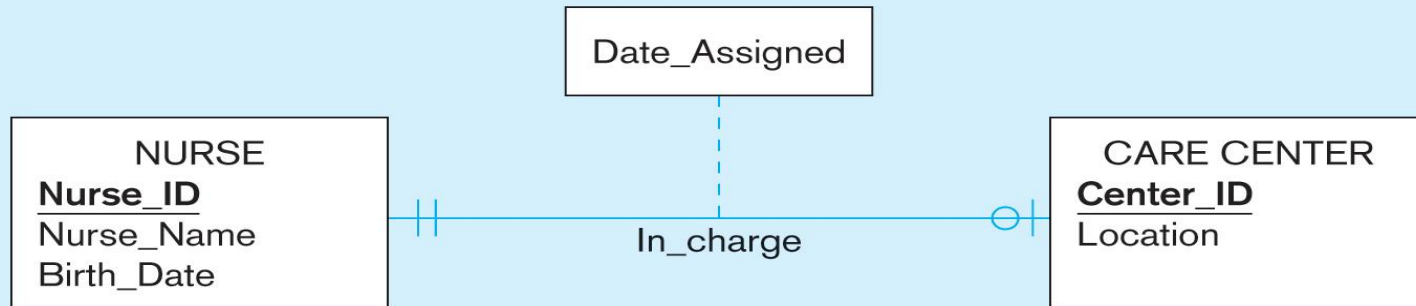 Date_Assigned
NURSE
Nurse_ID
Nurse_Name
Birth_Date
In_charge
CARE CENTER
Center_ID
Location